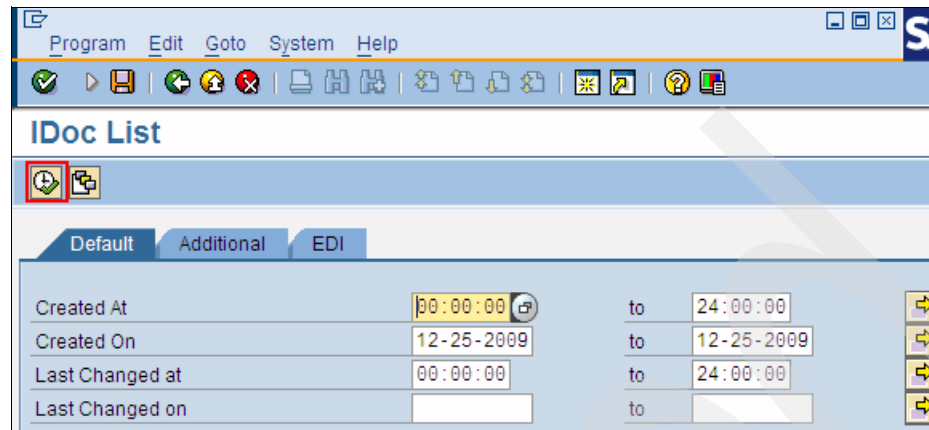 Program Edit Goto System Help
IDoc List
Default Additional EDI
Created At 00:00:00 to 24:00:00
Created On 12-25-2009 to 12-25-2009
Last Changed at 00:00:00 to 24:00:00
Last Changed on to